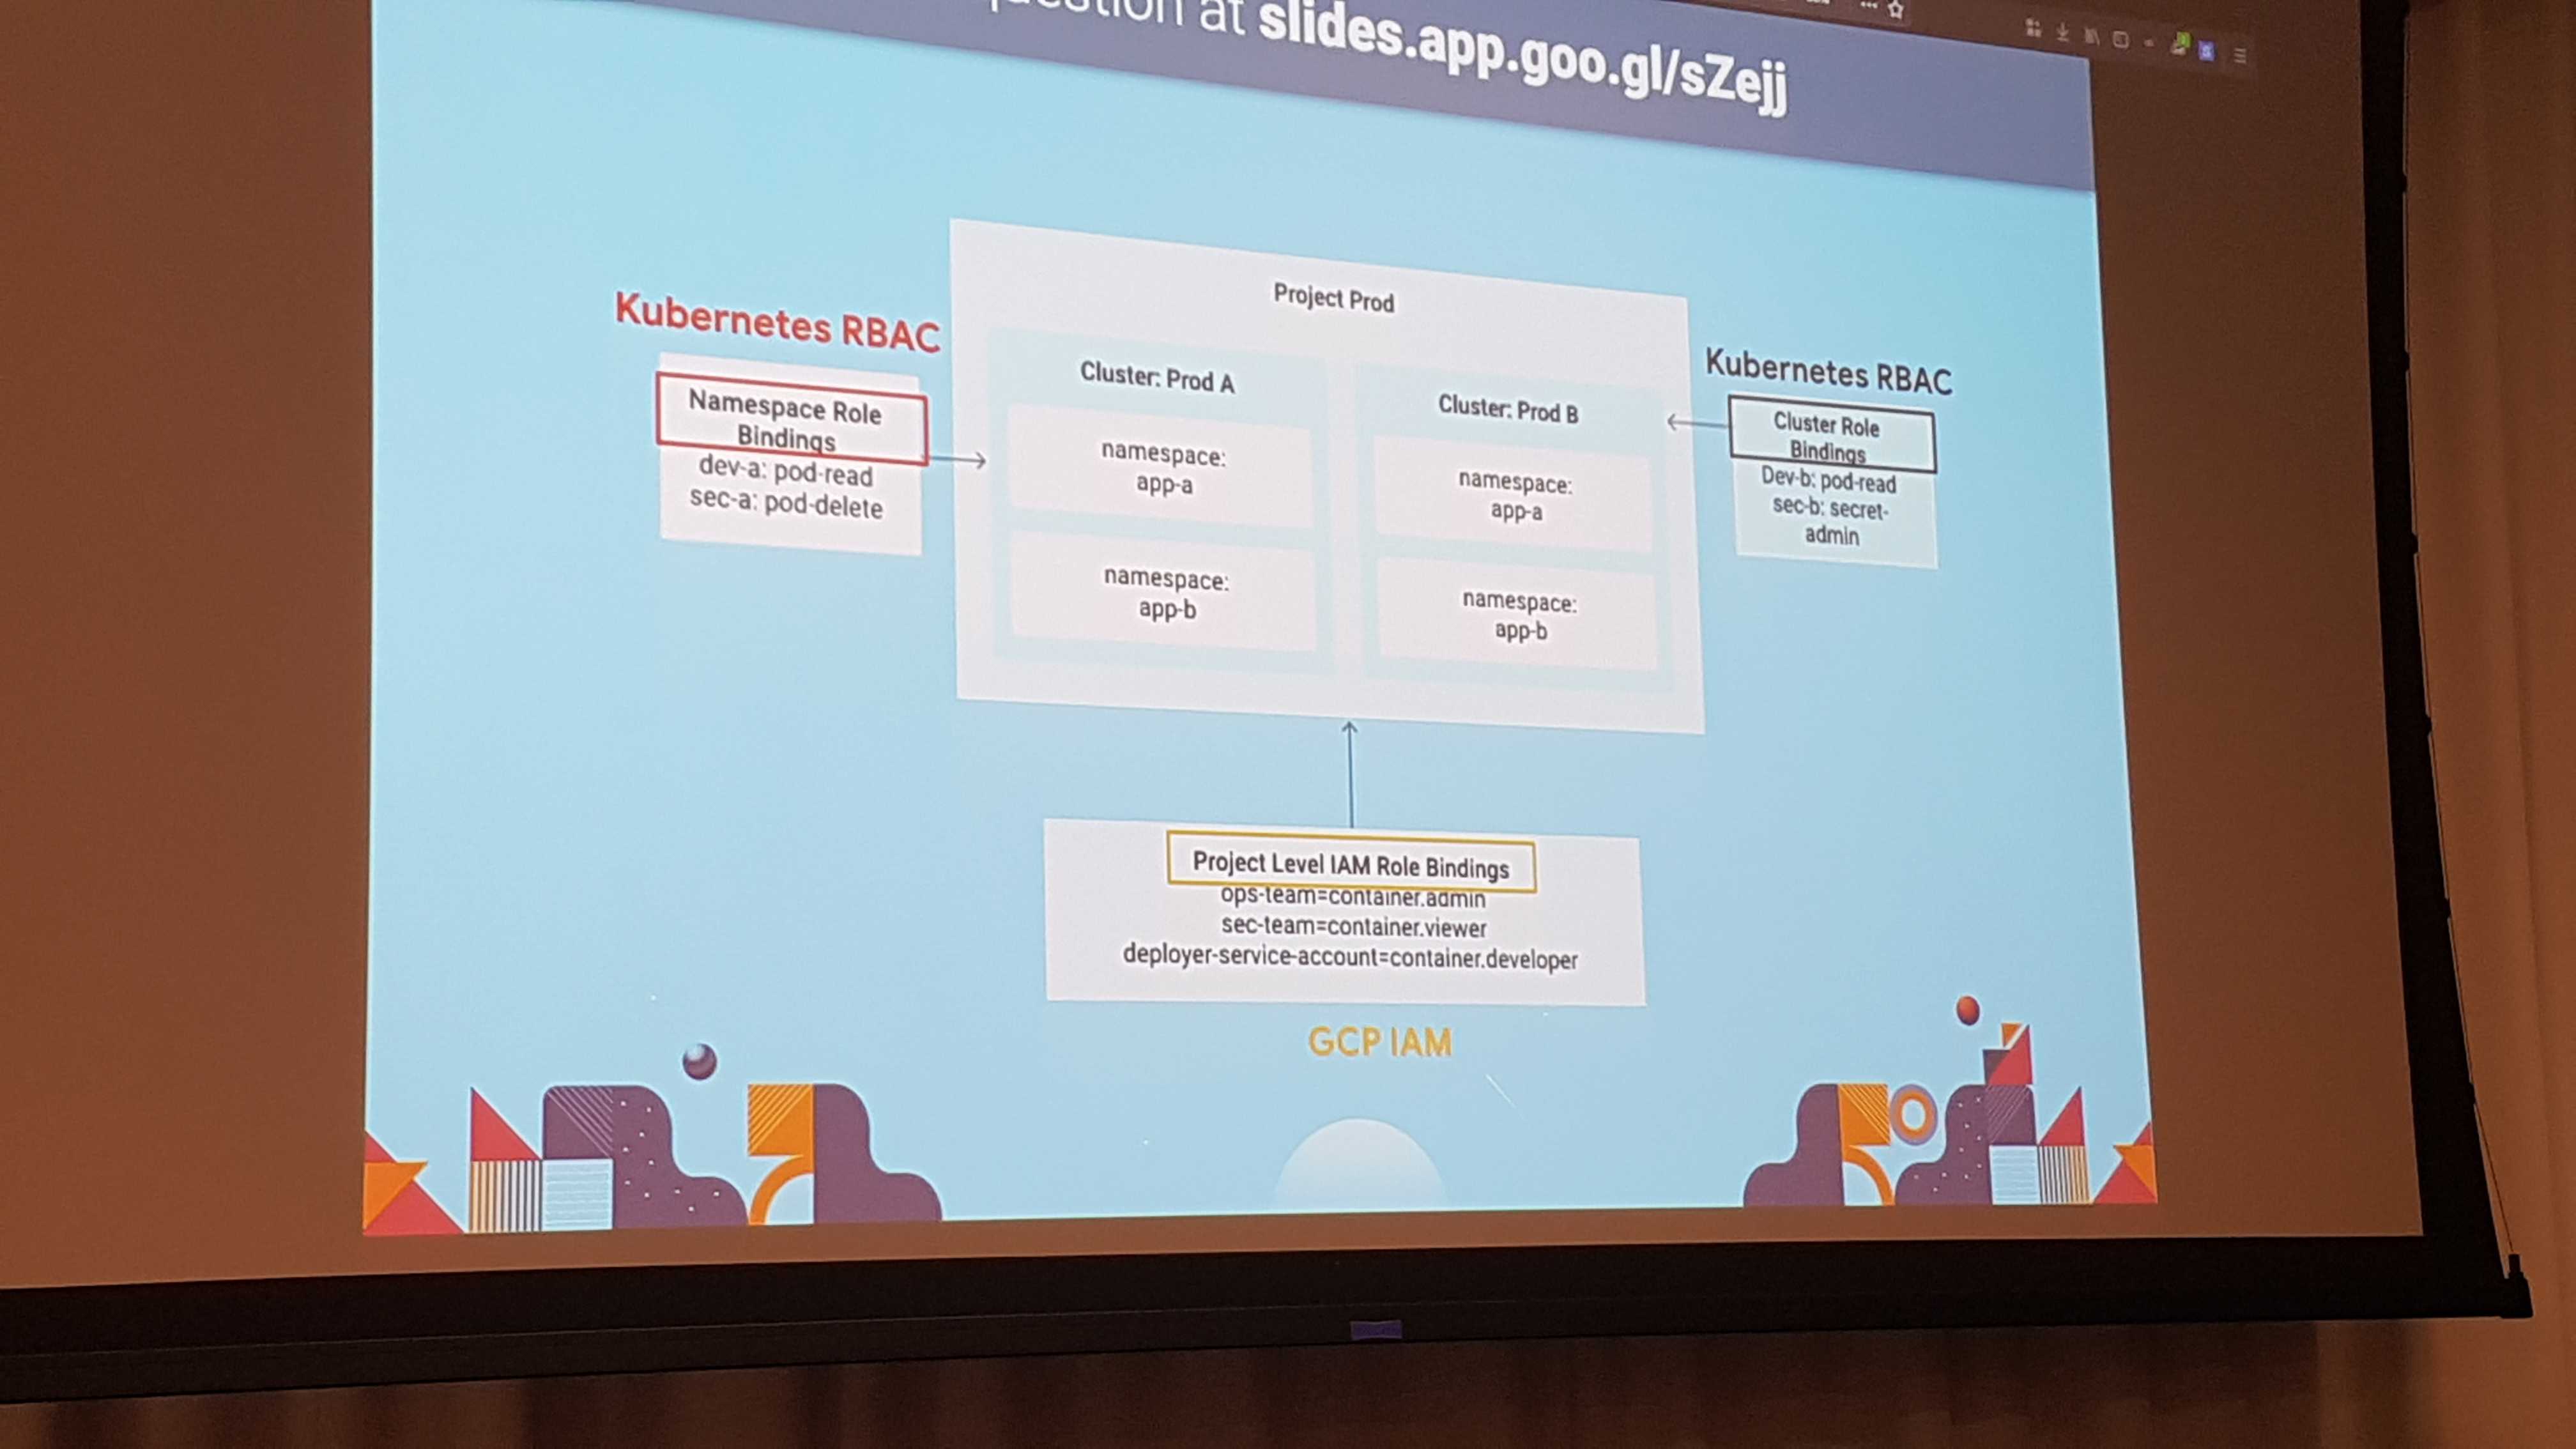 at slides.app.goo.gl/sZejj
Project Prod
Kubernetes RBAC
Namespace Role
Bindings
dev-a: pod-read
sec-a: pod-delete
Cluster: Prod A
namespace:
app-a
namespace:
app-b
Cluster: Prod B
namespace:
app-a
namespace:
app-b
Kubernetes RBAC
Cluster Role
Bindings
Dev-b: pod-read
sec-b: secret-
admin
Project Level IAM Role Bindings
ops-team=container.admin
sec-team=container.viewer
deployer-service-account=container.developer
GCP IAM